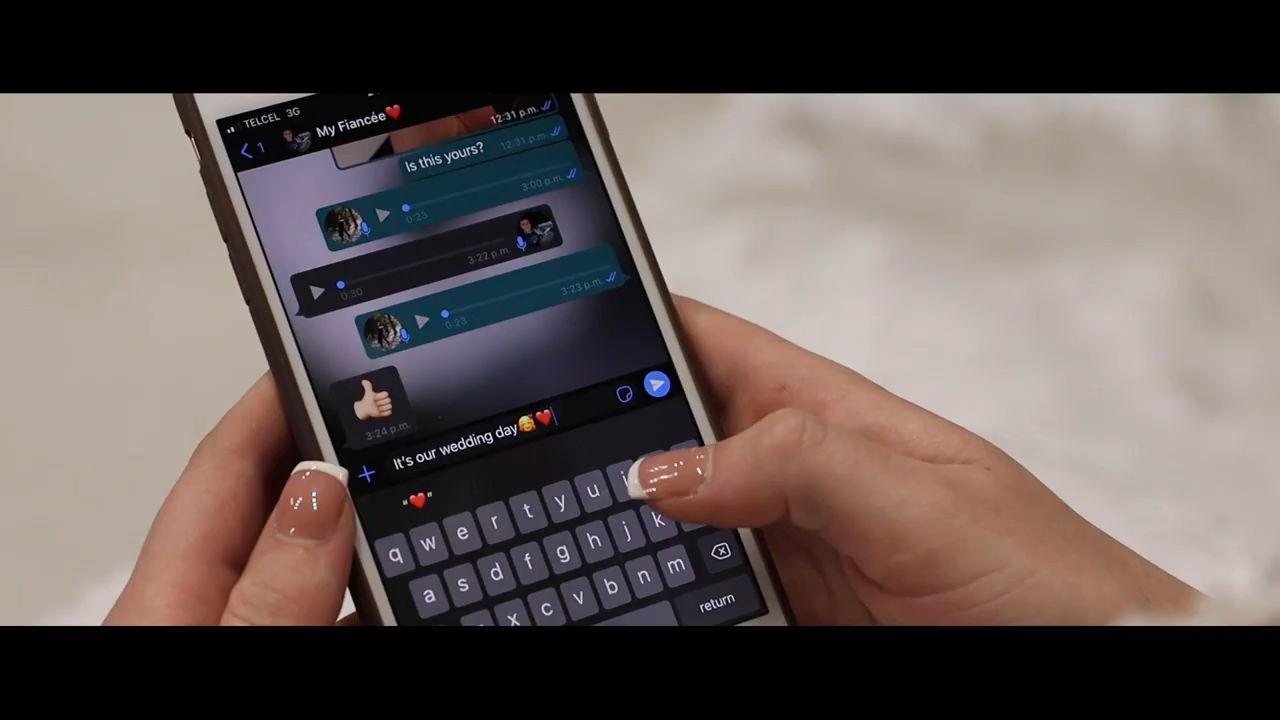 TELCEL 3G
1 My Fiancée❤️
12:31 p.m.
Is this yours? 12:31 p.m.
3:00 p.m.
0:23
3:22 p.m.
0:30
3:23 p.m.
0:23
3:24 p.m.
It's our wedding day🥰❤️
"❤️"
q w e r t y u i
a s d f g h j k
x c v b n m
return